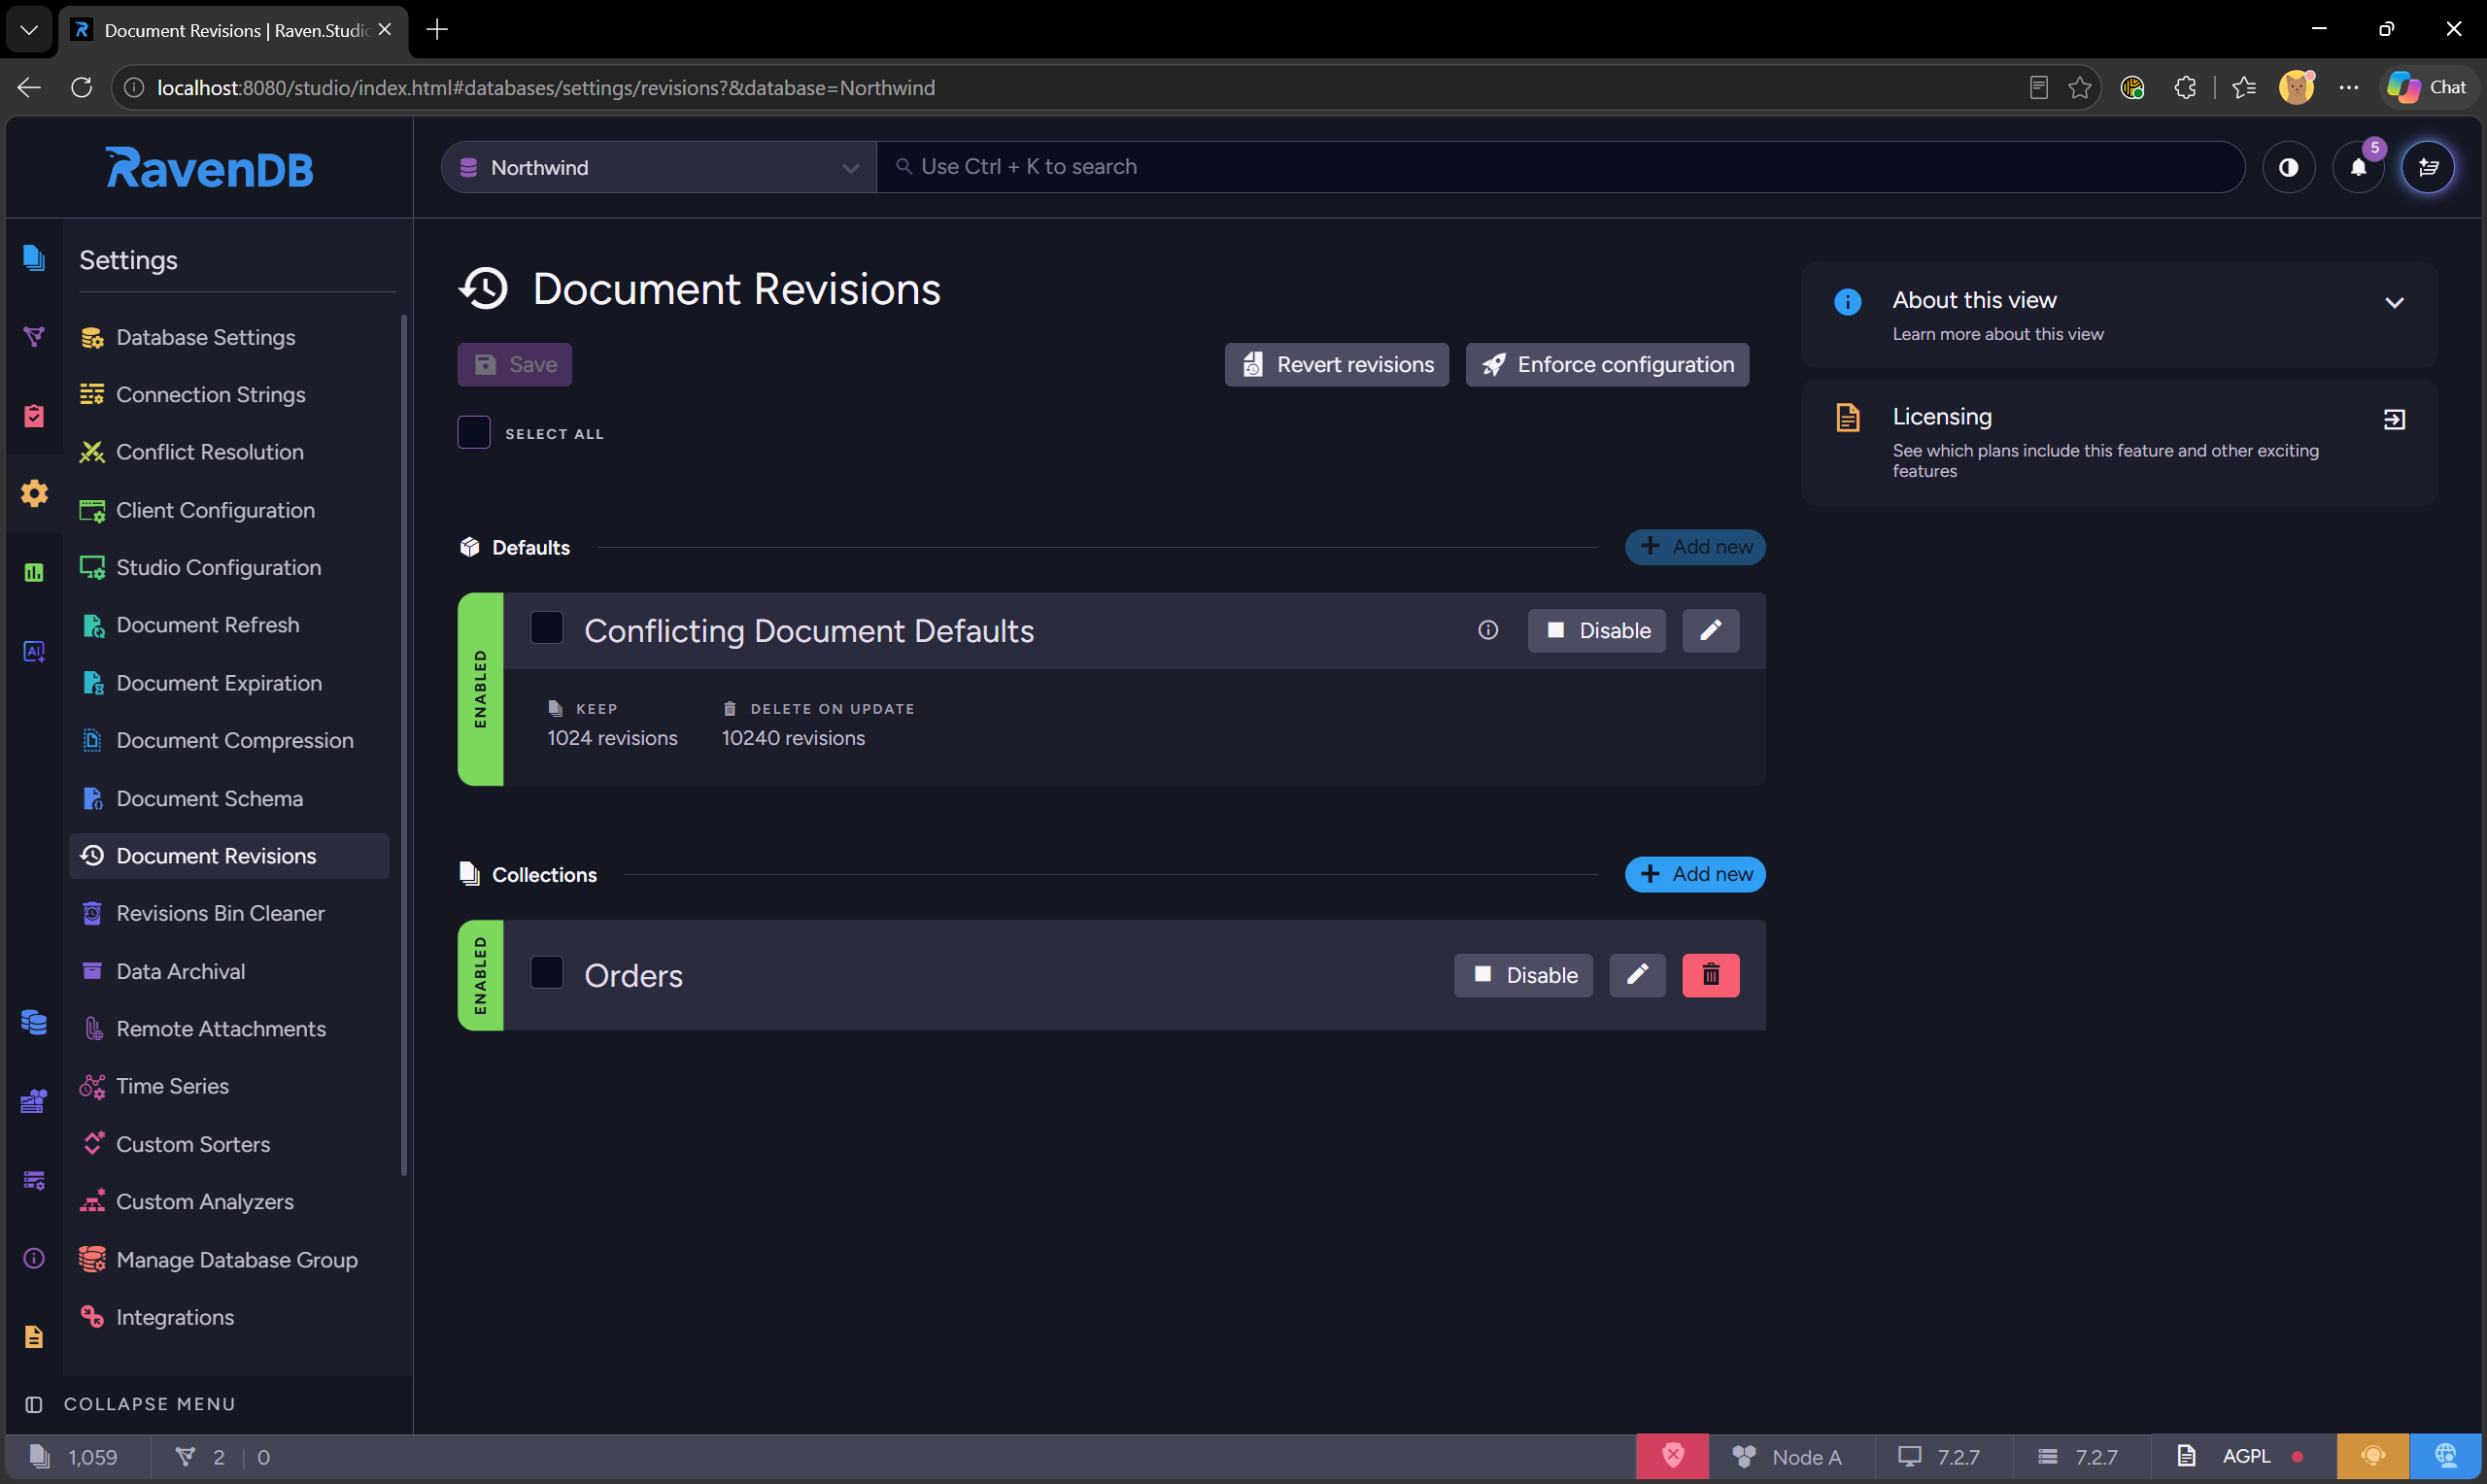 Document Revisions | Raven.Studio
localhost:8080/studio/index.html#databases/settings/revisions?&database=Northwind
Chat
RavenDB
Northwind
Use Ctrl + K to search
5
Settings
Database Settings
Connection Strings
Conflict Resolution
Client Configuration
Studio Configuration
Document Refresh
Document Expiration
Document Compression
Document Schema
Document Revisions
Revisions Bin Cleaner
Data Archival
Remote Attachments
Time Series
Custom Sorters
Custom Analyzers
Manage Database Group
Integrations
COLLAPSE MENU
AI
Document Revisions
Save
Revert revisions
Enforce configuration
SELECT ALL
Defaults
Add new
ENABLED
Conflicting Document Defaults
Disable
KEEP
1024 revisions
DELETE ON UPDATE
10240 revisions
Collections
Add new
ENABLED
Orders
Disable
About this view
Learn more about this view
Licensing
See which plans include this feature and other exciting
features
1,059
2 | 0
Node A
7.2.7
7.2.7
AGPL